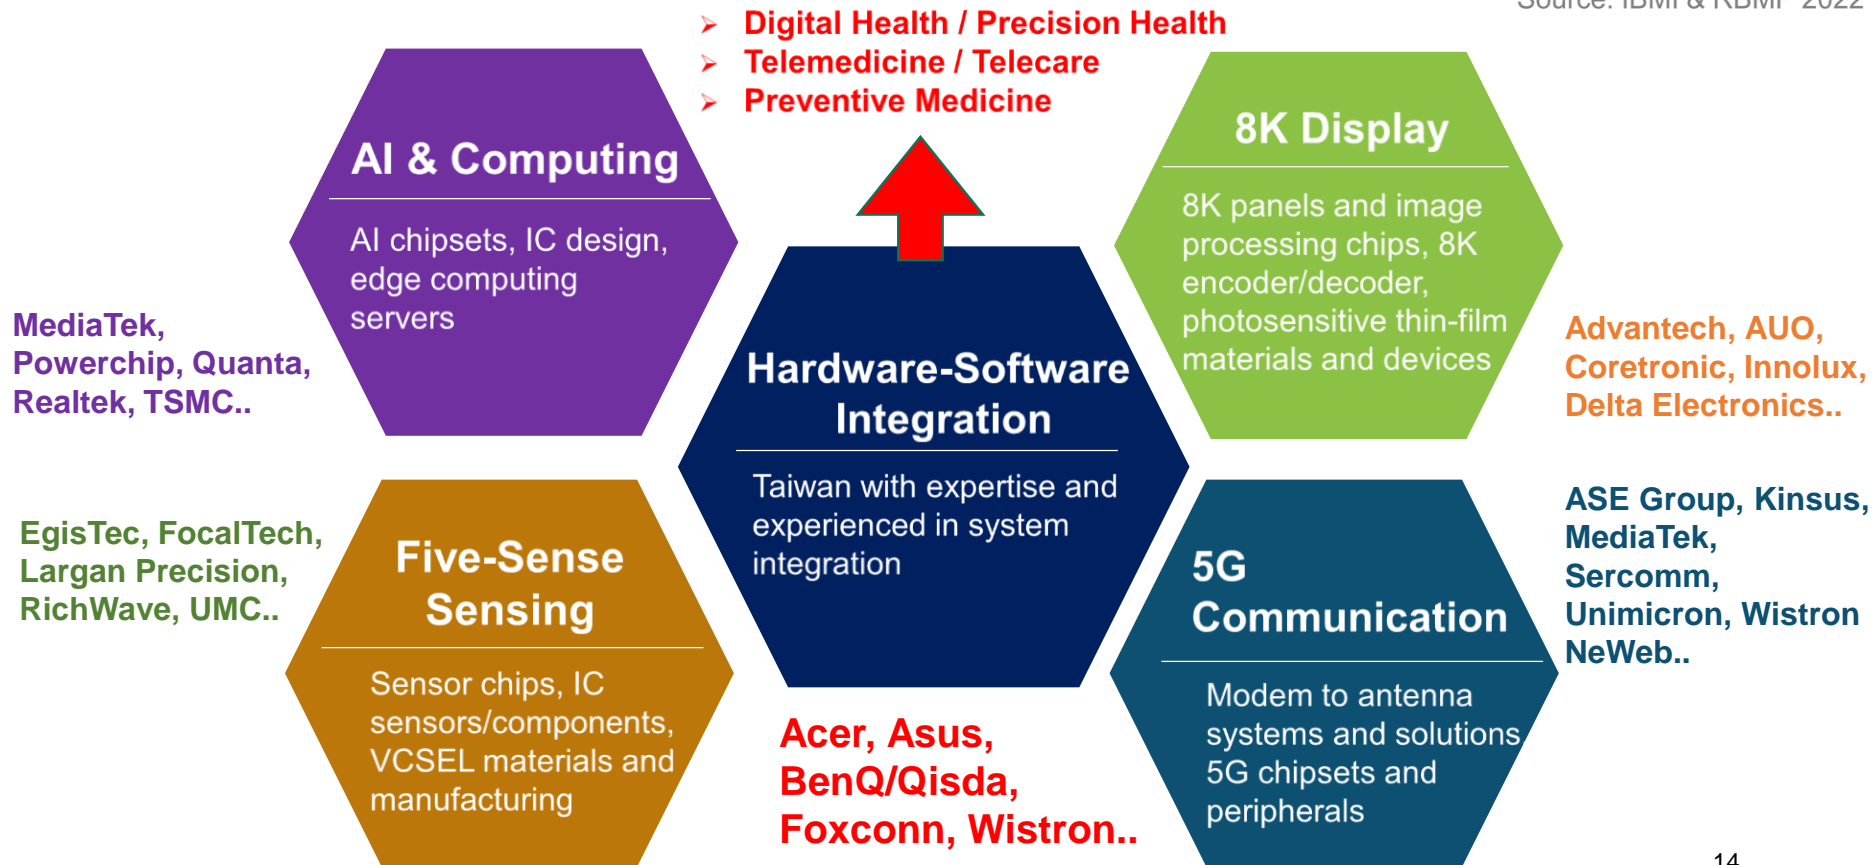 Source: IBMI & RBMP 2022
➢ Digital Health / Precision Health
➢ Telemedicine / Telecare
➢ Preventive Medicine
AI & Computing
AI chipsets, IC design,
edge computing
servers
MediaTek,
Powerchip, Quanta,
Realtek, TSMC..
8K Display
8K panels and image
processing chips, 8K
encoder/decoder,
photosensitive thin-film
materials and devices
Advantech, AUO,
Coretronic, Innolux,
Delta Electronics..
Hardware-Software
Integration
Taiwan with expertise and
experienced in system
integration
EgisTec, FocalTech,
Largan Precision,
RichWave, UMC..
Five-Sense
Sensing
Sensor chips, IC
sensors/components,
VCSEL materials and
manufacturing
Acer, Asus,
BenQ/Qisda,
Foxconn, Wistron..
5G
Communication
Modem to antenna
systems and solutions
5G chipsets and
peripherals
ASE Group, Kinsus,
MediaTek,
Sercomm,
Unimicron, Wistron
NeWeb..
14